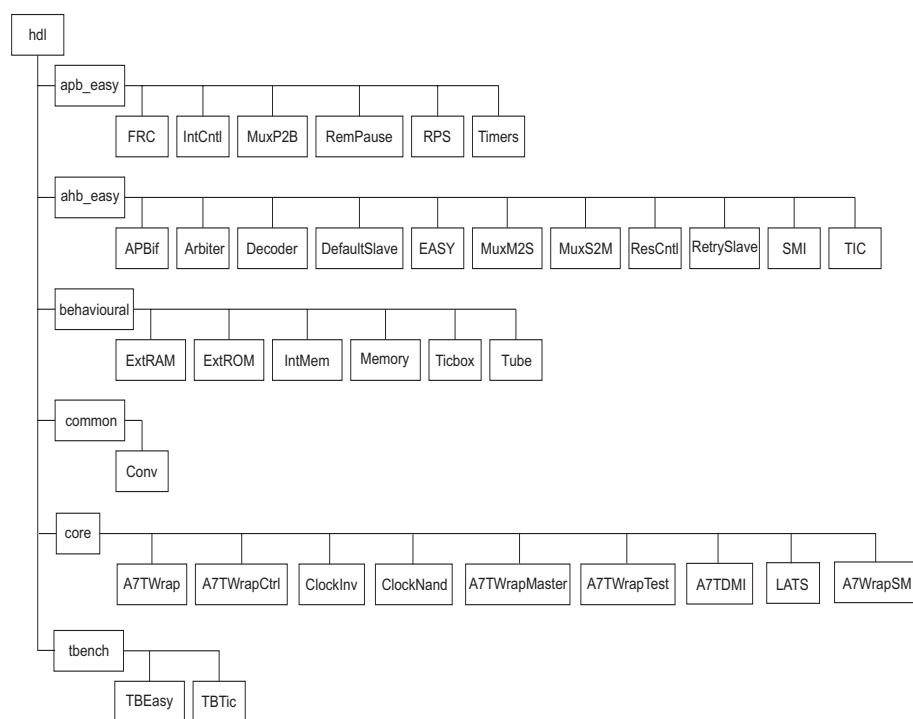 hdl
apb_easy
FRC
IntCntl
MuxP2B
RemPause
RPS
Timers
ahb_easy
APBif
Arbiter
Decoder
DefaultSlave
EASY
MuxM2S
MuxS2M
ResCntl
RetrySlave
SMI
TIC
behavioural
ExtRAM
ExtROM
IntMem
Memory
Ticbox
Tube
common
Conv
core
A7TWrap
A7TWrapCtrl
ClockInv
ClockNand
A7TWrapMaster
A7TWrapTest
A7TDMI
LATS
A7WrapSM
tbench
TBEasy
TBTic